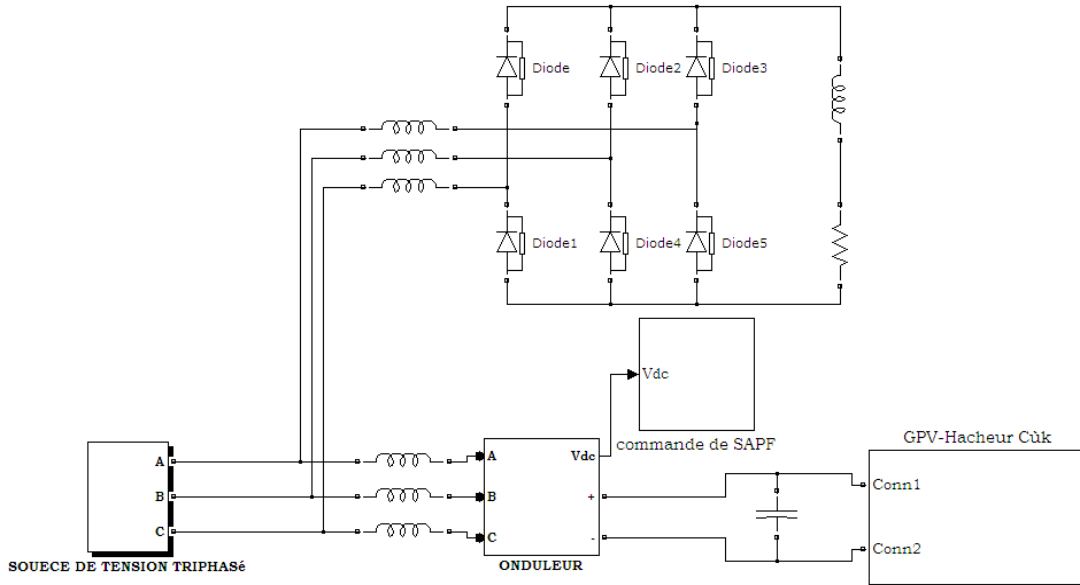 Diode
Diode2
Diode3
Diode1
Diode4
Diode5
Vdc
commande de SAPF
GPV-Hacheur Cùk
A
B
C
SOUECE DE TENSION TRIPHASé
A
B
C
Vdc
+
-
ONDULEUR
Conn1
Conn2